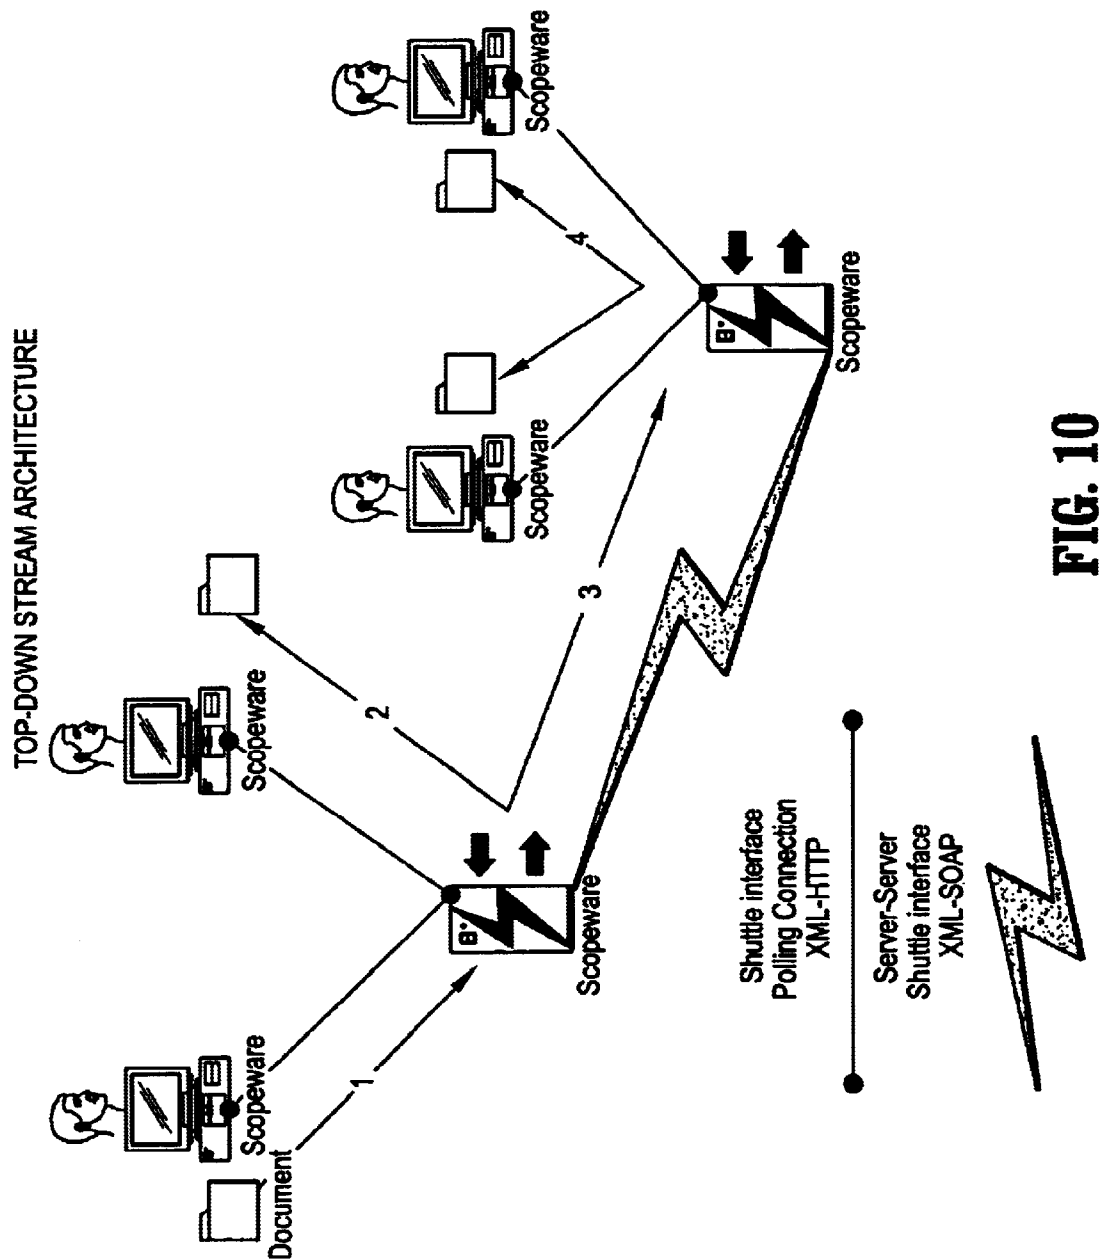 TOP-DOWN STREAM ARCHITECTURE
Document
Scopeware
Scopeware
1
2
Scopeware
3
Scopeware
Scopeware
4
Scopeware
Shuttle interface
Polling Connection
XML-HTTP
Server-Server
Shuttle interface
XML-SOAP
FIG. 10